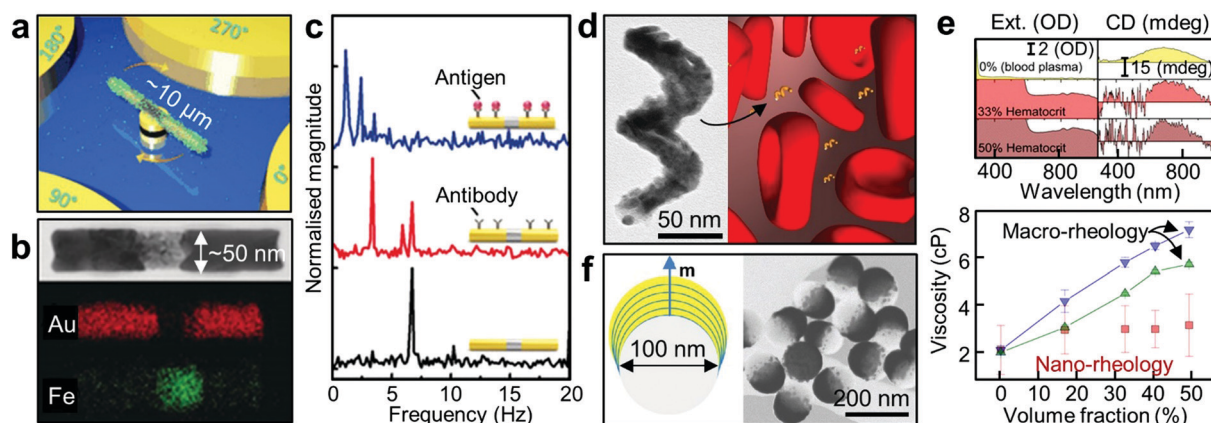 a
180°
270°
~10 μm
90°
0°
b
~50 nm
Au
Fe
c
Normalised magnitude
Antigen
Antibody
0
5
10
15
20
Frequency (Hz)
d
50 nm
e
Ext. (OD)
CD (mdeg)
2 (OD)
0% (blood plasma)
15 (mdeg)
33% Hematocrit
50% Hematocrit
400
800
400
800
Wavelength (nm)
Viscosity (cP)
8
6
4
2
Macro-rheology
Nano-rheology
0 10 20 30 40 50
Volume fraction (%)
f
m
100 nm
200 nm